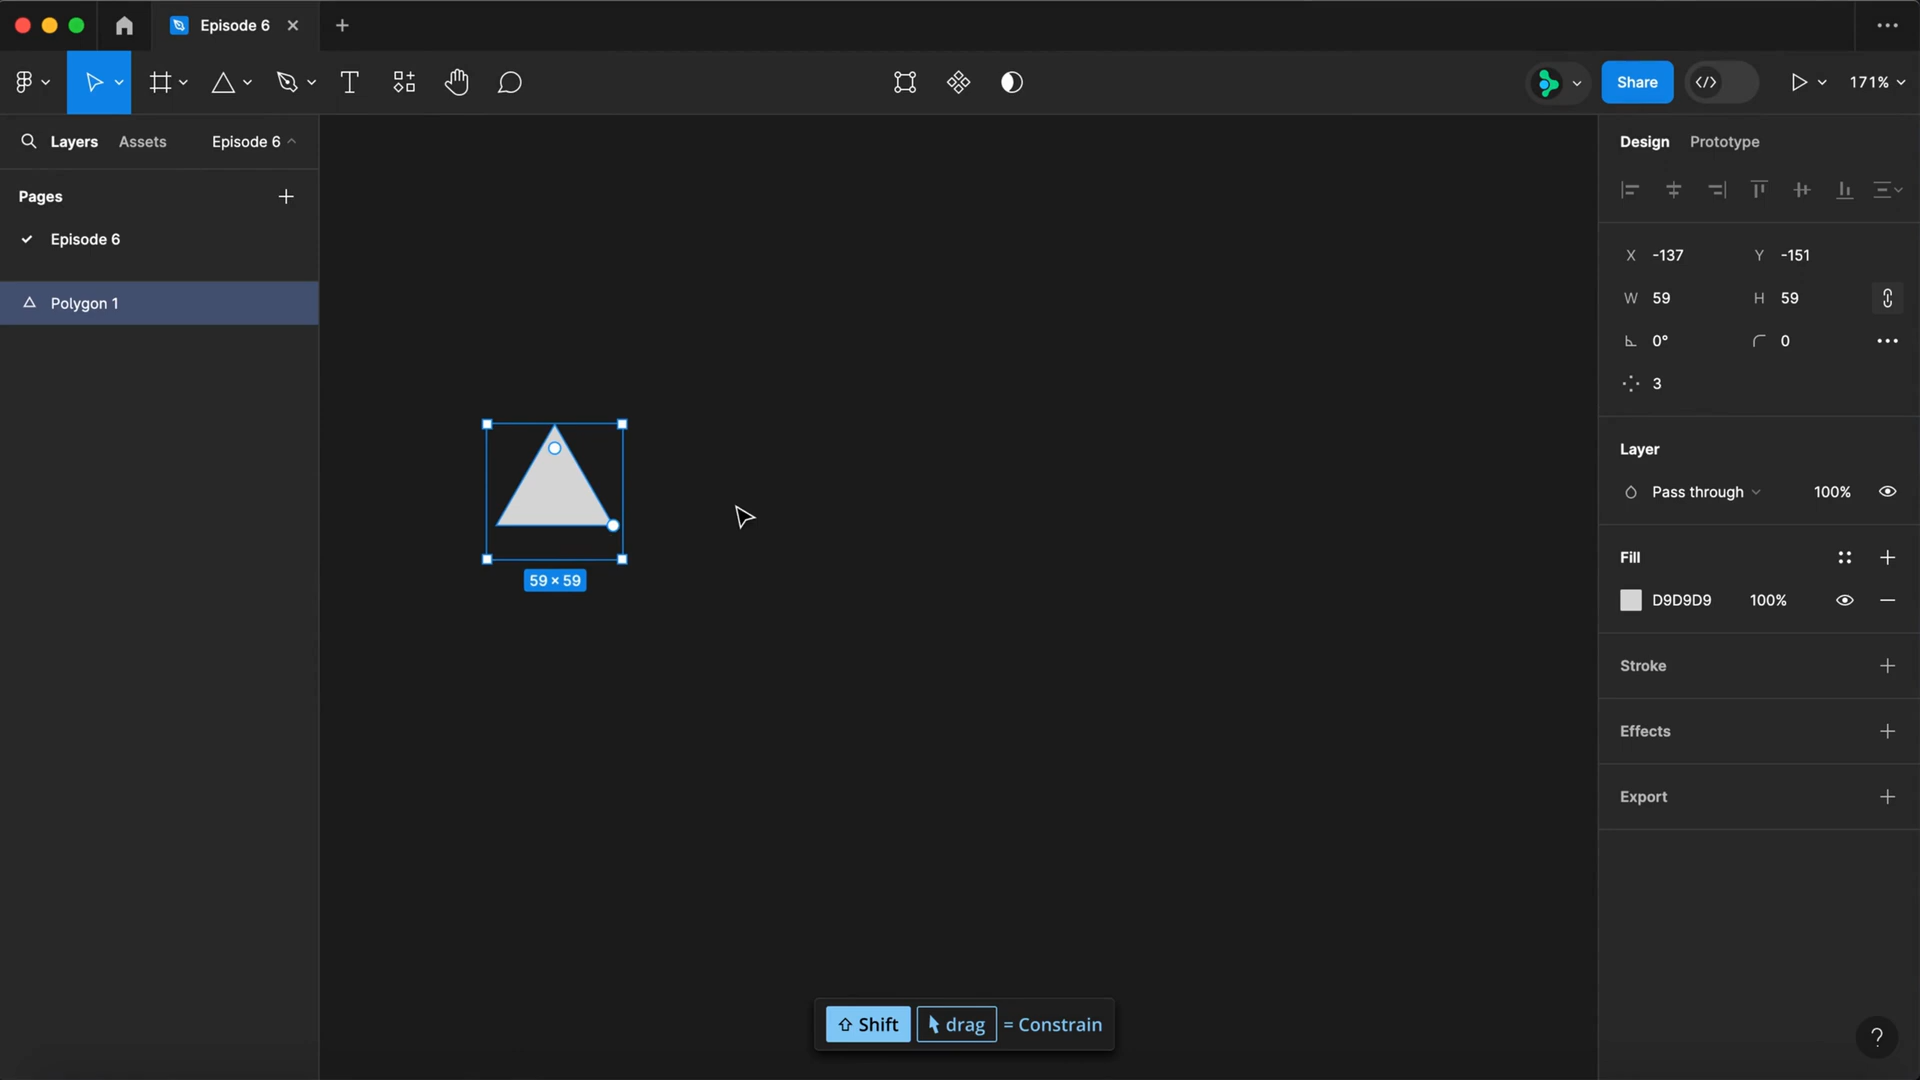 Episode 6
Share
171%
Layers Assets Episode 6
Design Prototype
Pages
Episode 6
X -137 Y -151
Polygon 1
W 59 H 59
0° 0
3
Layer
Pass through 100%
Fill
59 × 59
D9D9D9 100%
Stroke
Effects
Export
Shift drag = Constrain
?